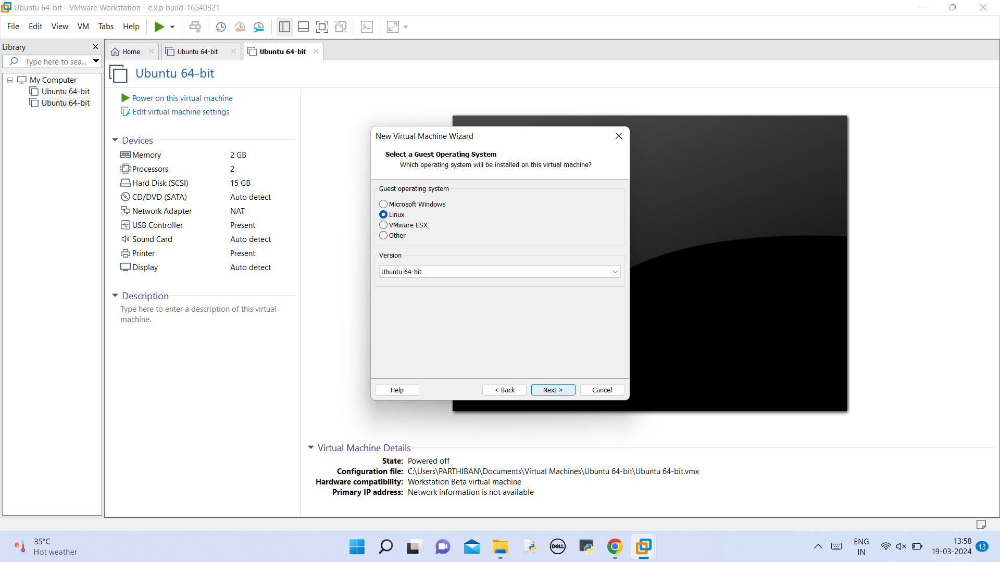 Ubuntu 64-bit - VMware Workstation - e.x.p build-16540321
File Edit View VM Tabs Help
Library
Type here to sea...
My Computer
Ubuntu 64-bit
Ubuntu 64-bit
Home
Ubuntu 64-bit
Ubuntu 64-bit
Ubuntu 64-bit
Power on this virtual machine
Edit virtual machine settings
Devices
Memory 2 GB
Processors 2
Hard Disk (SCSI) 15 GB
CD/DVD (SATA) Auto detect
Network Adapter NAT
USB Controller Present
Sound Card Auto detect
Printer Present
Display Auto detect
Description
Type here to enter a description of this virtual
machine.
New Virtual Machine Wizard
Select a Guest Operating System
Which operating system will be installed on this virtual machine?
Guest operating system
Microsoft Windows
Linux
VMware ESX
Other
Version
Ubuntu 64-bit
Help < Back Next > Cancel
Virtual Machine Details
State: Powered off
Configuration file: C:\Users\PARTHIBAN\Documents\Virtual Machines\Ubuntu 64-bit\Ubuntu 64-bit.vmx
Hardware compatibility: Workstation Beta virtual machine
Primary IP address: Network information is not available
35°C
Hot weather
DELL
ENG
IN
13:58
19-03-2024
13